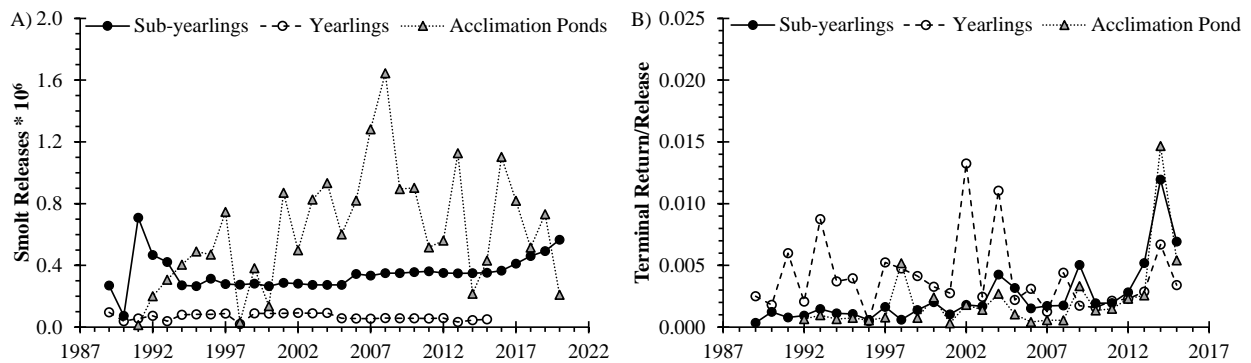 A) Sub-yearlings Yearlings Acclimation Ponds
2.0
1.6
1.2
0.8
0.4
0.0
Smolt Releases * 10⁶
1987 1992 1997 2002 2007 2012 2017 2022
B) Sub-yearlings Yearlings Acclimation Pond
0.025
0.020
0.015
0.010
0.005
0.000
Terminal Return/Release
1987 1992 1997 2002 2007 2012 2017